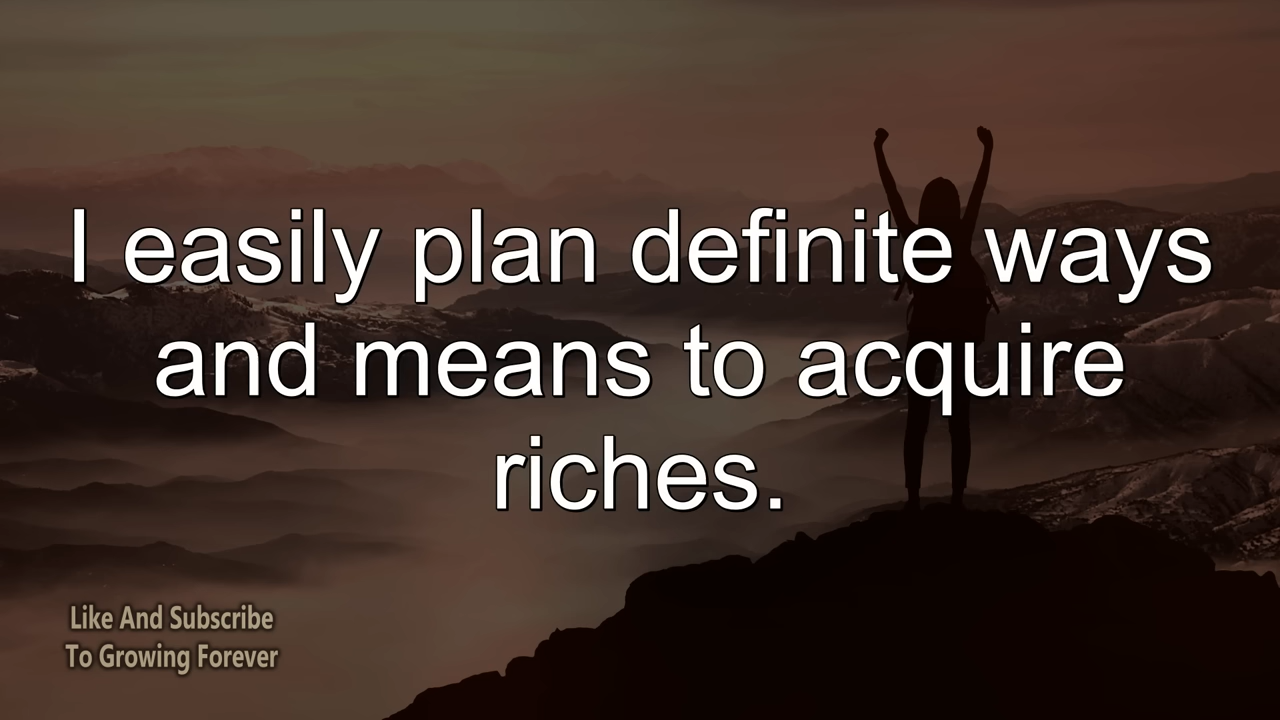 I easily plan definite ways
and means to acquire
riches.
Like And Subscribe
To Growing Forever